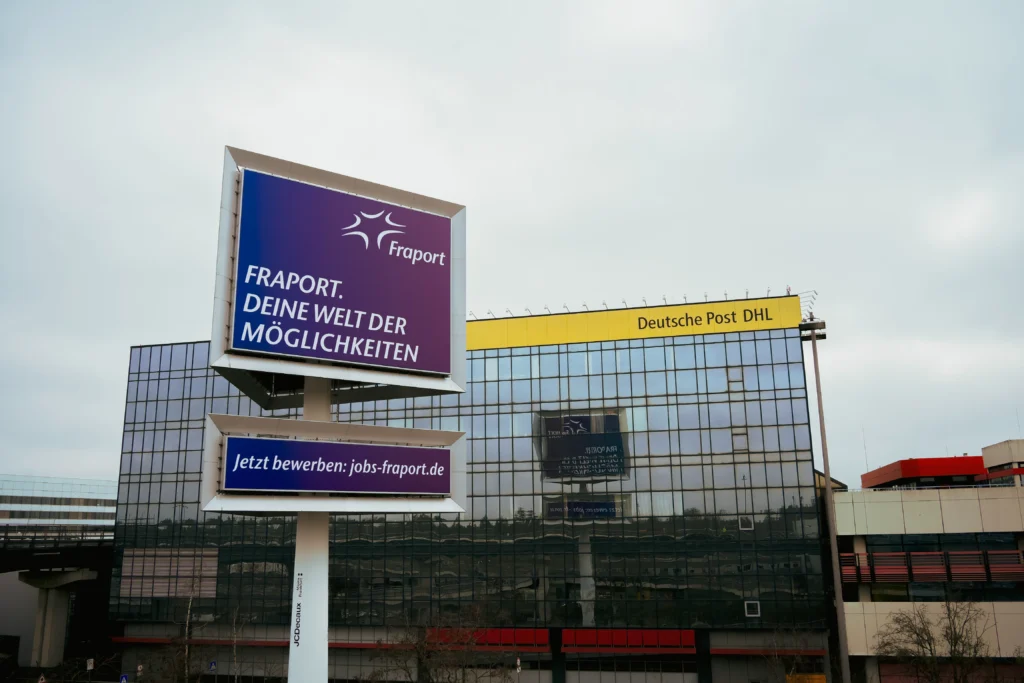 Fraport
FRAPORT.
DEINE WELT DER
MÖGLICHKEITEN
Deutsche Post DHL
Jetzt bewerben: jobs-fraport.de
JCDecaux